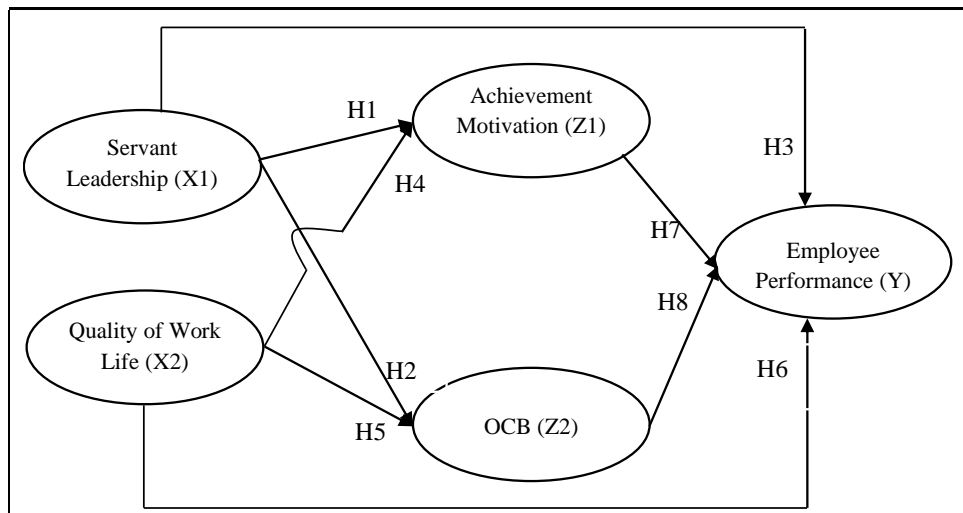 H1
Achievement
Motivation (Z1)
Servant
Leadership (X1)
H3
H4
H7
Employee
Performance (Y)
H8
Quality of Work
Life (X2)
H2
H6
H5
OCB (Z2)